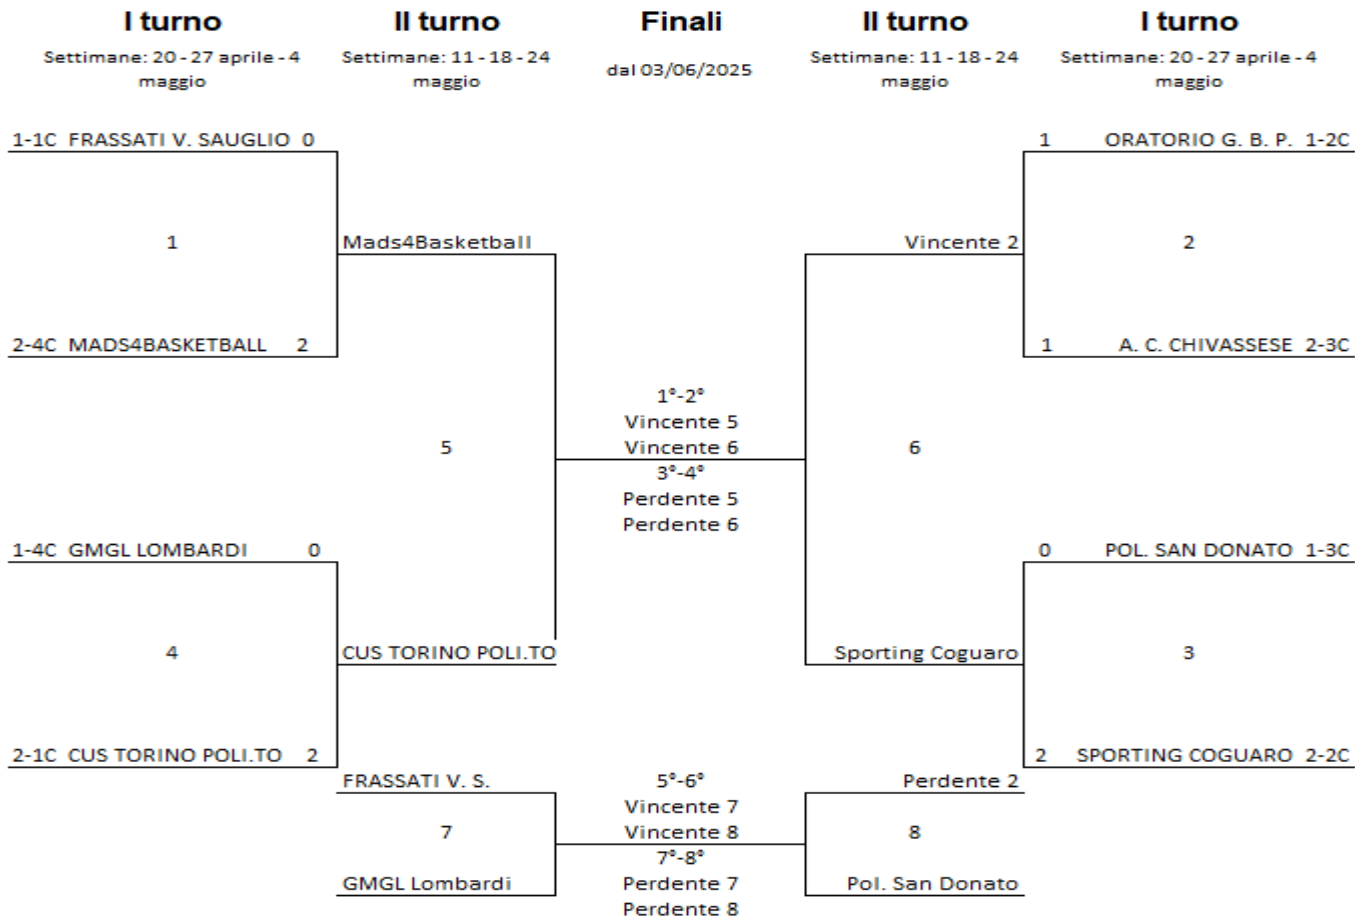 I turno II turno Finali II turno I turno
Settimane: 20 - 27 aprile - 4 Settimane: 11 - 18 - 24 dal 03/06/2025 Settimane: 11 - 18 - 24 Settimane: 20 - 27 aprile - 4
maggio maggio maggio maggio
1-1C FRASSATI V. SAUGLIO 0 1 ORATORIO G. B. P. 1-2C
1 Mads4Basketball Vincente 2 2
2-4C MADS4BASKETBALL 2 1 A. C. CHIVASSESE 2-3C
1°-2°
Vincente 5
5 Vincente 6 6
3°-4°
Perdente 5
Perdente 6
1-4C GMGL LOMBARDI 0 0 POL. SAN DONATO 1-3C
4 CUS TORINO POLI.TO Sporting Coguaro 3
2-1C CUS TORINO POLI.TO 2 2 SPORTING COGUARO 2-2C
FRASSATI V. S. 5°-6° Perdente 2
Vincente 7
7 Vincente 8 8
7°-8°
GMGL Lombardi Perdente 7 Pol. San Donato
Perdente 8